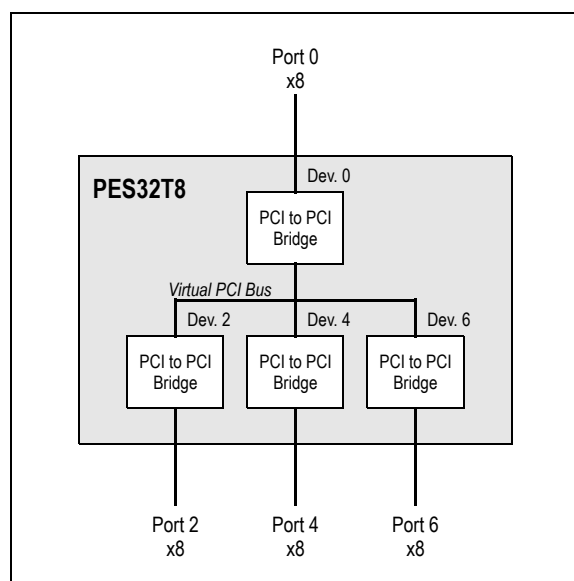 Port 0
x8
PES32T8
Dev. 0
PCI to PCI
Bridge
Virtual PCI Bus
Dev. 2
Dev. 4
Dev. 6
PCI to PCI
Bridge
PCI to PCI
Bridge
PCI to PCI
Bridge
Port 2
x8
Port 4
x8
Port 6
x8